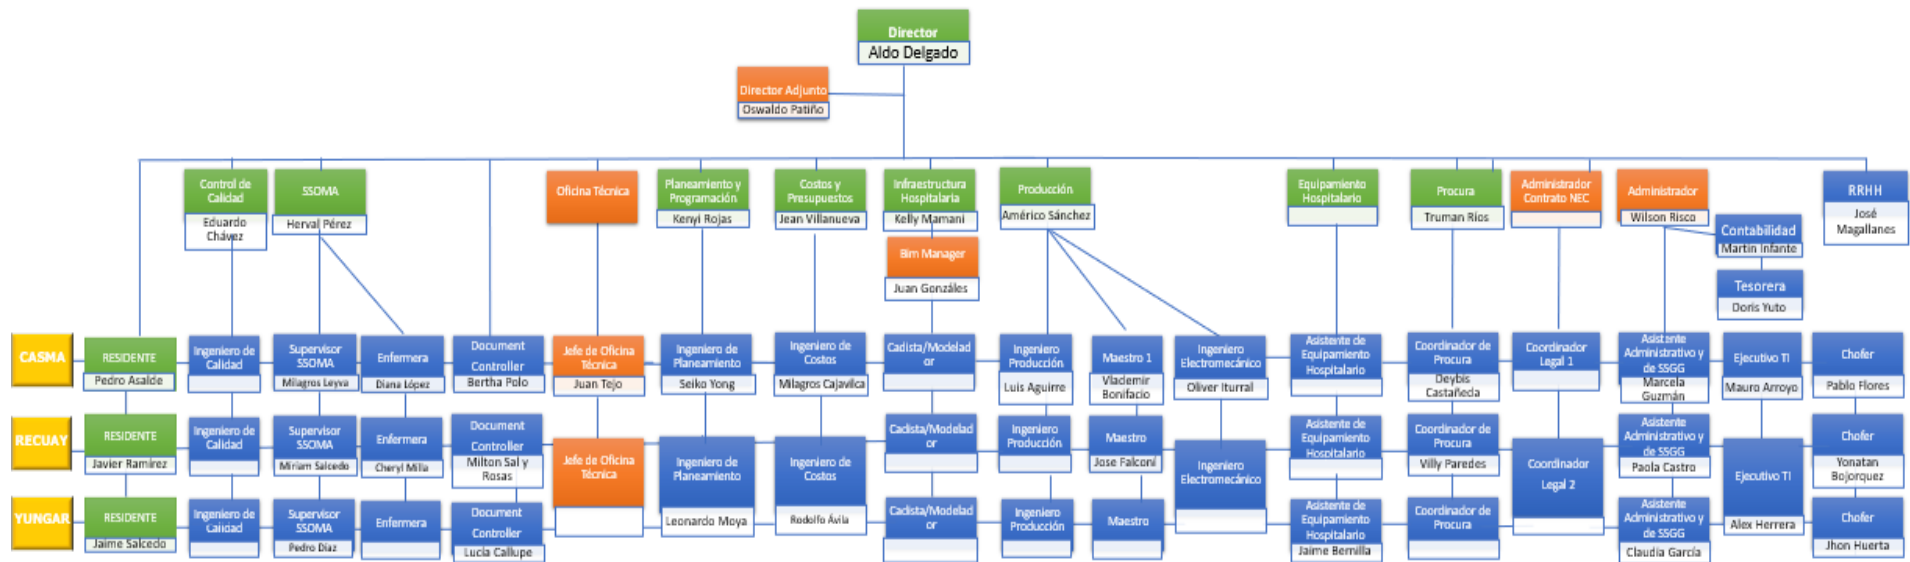 Director
Aldo Delgado
Director Adjunto
Oswaldo Patiño
Control de
Calidad
Eduardo
Chávez
SSOMA
Herval Pérez
Oficina Técnica
Planeamiento y
Programación
Kenyi Rojas
Costos y
Presupuestos
Jean Villanueva
Infraestructura
Hospitalaria
Kelly Mamani
Bim Manager
Juan Gonzáles
Producción
Américo Sánchez
Equipamiento
Hospitalario
Procura
Truman Rios
Administrador
Contrato NEC
Administrador
Wilson Risco
Contabilidad
Martin Infante
Tesorera
Doris Yuto
RRHH
José
Magallanes
CASMA
RESIDENTE
Pedro Asalde
Ingeniero de
Calidad
Supervisor
SSOMA
Milagros Leyva
Enfermera
Diana López
Document
Controller
Bertha Polo
Jefe de Oficina
Técnica
Juan Tejo
Ingeniero de
Planeamiento
Seiko Yong
Ingeniero de
Costos
Milagros Cajavilca
Cadista/Modelad
or
Ingeniero
Producción
Luis Aguirre
Maestro 1
Vlademir
Bonifacio
Ingeniero
Electromecánico
Oliver Iturral
Asistente de
Equipamiento
Hospitalario
Coordinador de
Procura
Deybis
Castañeda
Coordinador
Legal 1
Asistente
Administrativo y
de SSGG
Marcela
Guzmán
Ejecutivo TI
Mauro Arroyo
Chofer
Pablo Flores
RECUAY
RESIDENTE
Javier Ramírez
Ingeniero de
Calidad
Supervisor
SSOMA
Miriam Salcedo
Enfermera
Cheryl Milla
Document
Controller
Milton Sal y
Rosas
Jefe de Oficina
Técnica
Ingeniero de
Planeamiento
Leonardo Moya
Ingeniero de
Costos
Rodolfo Ávila
Cadista/Modelad
or
Ingeniero
Producción
Maestro
Jose Falconí
Ingeniero
Electromecánico
Asistente de
Equipamiento
Hospitalario
Coordinador de
Procura
Villy Paredes
Coordinador
Legal 2
Asistente
Administrativo y
de SSGG
Paola Castro
Ejecutivo TI
Alex Herrera
Chofer
Yonatan
Bojorquez
YUNGAR
RESIDENTE
Jaime Salcedo
Ingeniero de
Calidad
Supervisor
SSOMA
Pedro Diaz
Enfermera
Document
Controller
Lucía Callupe
Cadista/Modelad
or
Ingeniero
Producción
Maestro
Asistente de
Equipamiento
Hospitalario
Jaime Bernilla
Coordinador de
Procura
Asistente
Administrativo y
de SSGG
Claudia García
Chofer
Jhon Huerta